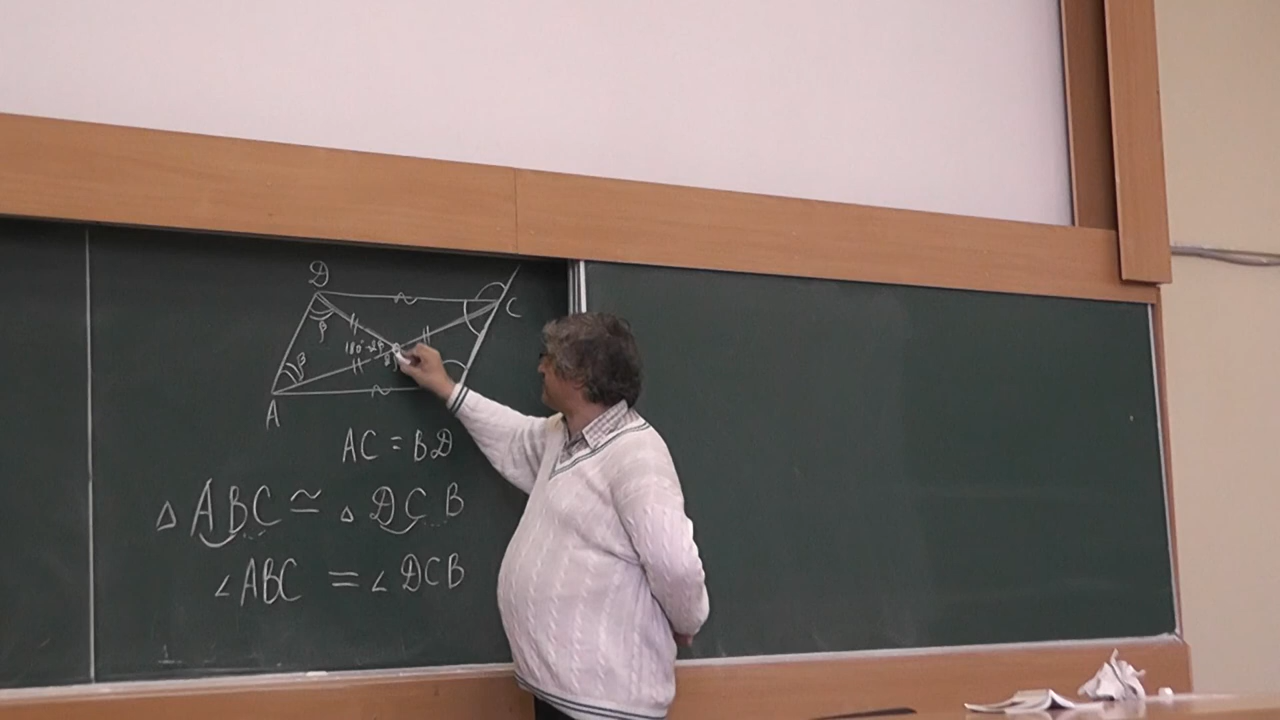 D
C
β
β
180°-2β
A
AC = BD
△ ABC ≃ △ DCB
∠ABC = ∠DCB